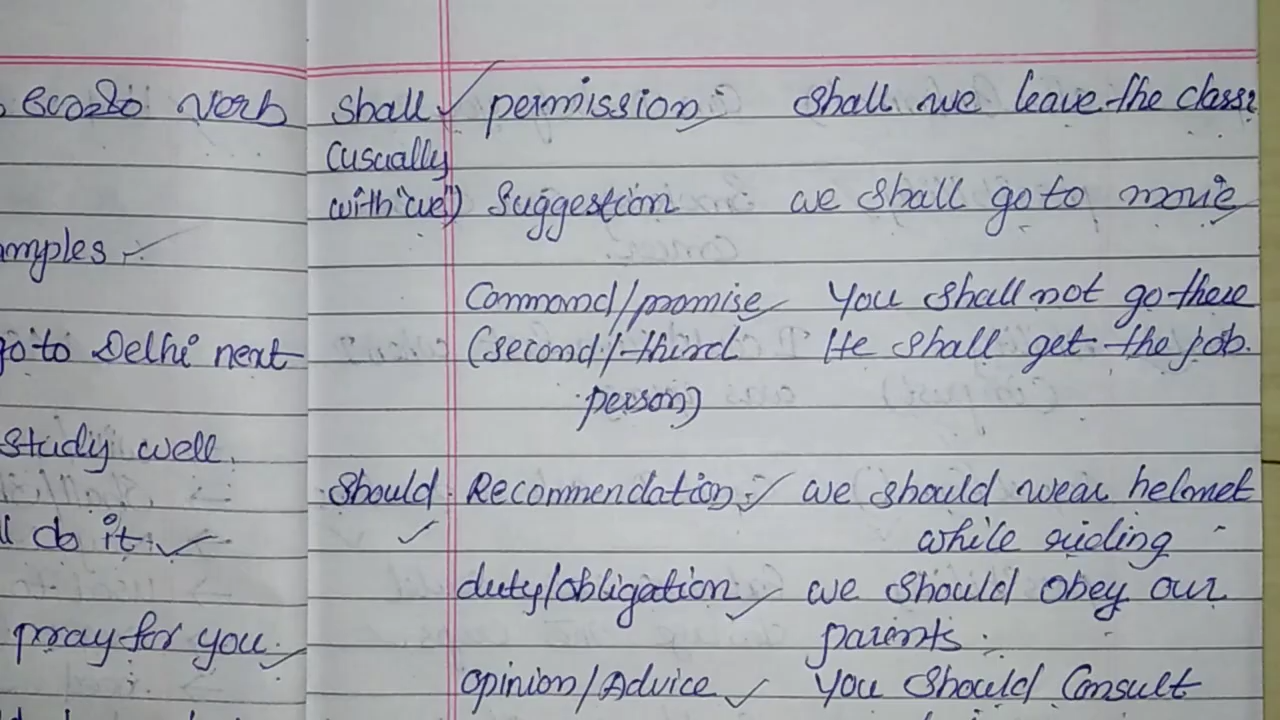 verb shall permission:- Shall we leave the class?
(usually
with "we") Suggestion we shall go to movie
amples
Command/promise You shall not go there
go to Delhi next (second/third He shall get the job.
person)
study well.
should Recommendation:- we should wear helmet
do it. while riding
duty/obligation we should obey our
pray for you. parents.
opinion/Advice You should Consult